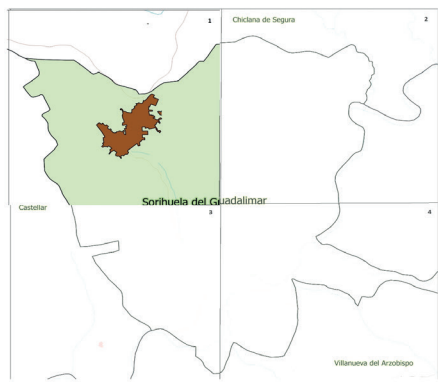 1
Chiclana de Segura
2
Sorihuela del Guadalimar
Castellar
3
4
Villanueva del Arzobispo